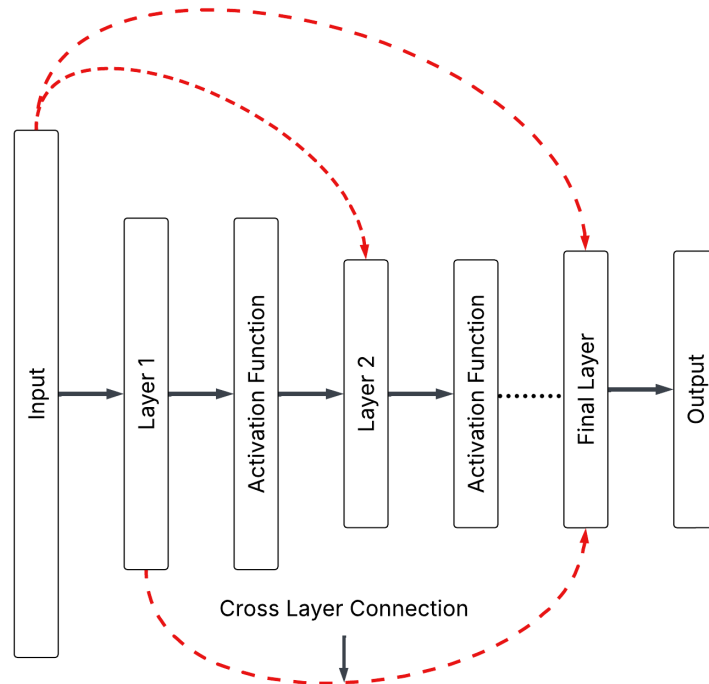 Input
Layer 1
Activation Function
Layer 2
Activation Function
Final Layer
Output
Cross Layer Connection